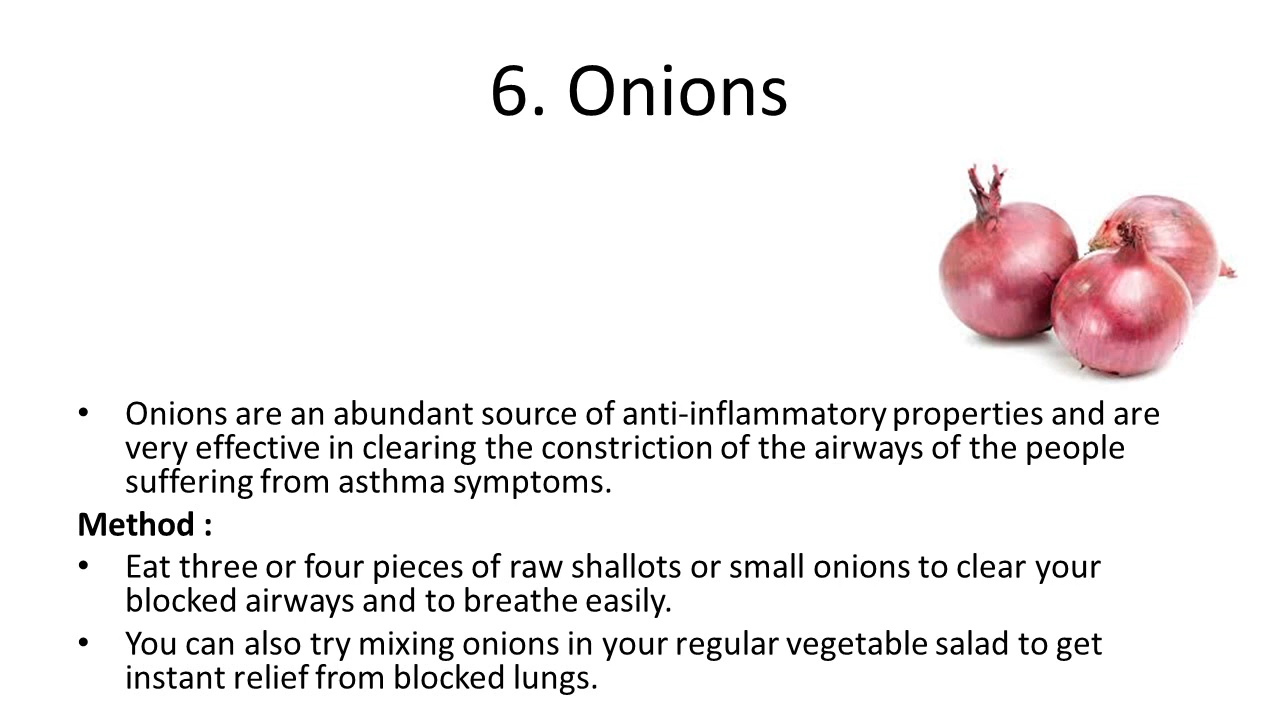 6. Onions
• Onions are an abundant source of anti-inflammatory properties and are
very effective in clearing the constriction of the airways of the people
suffering from asthma symptoms.
Method :
• Eat three or four pieces of raw shallots or small onions to clear your
blocked airways and to breathe easily.
• You can also try mixing onions in your regular vegetable salad to get
instant relief from blocked lungs.